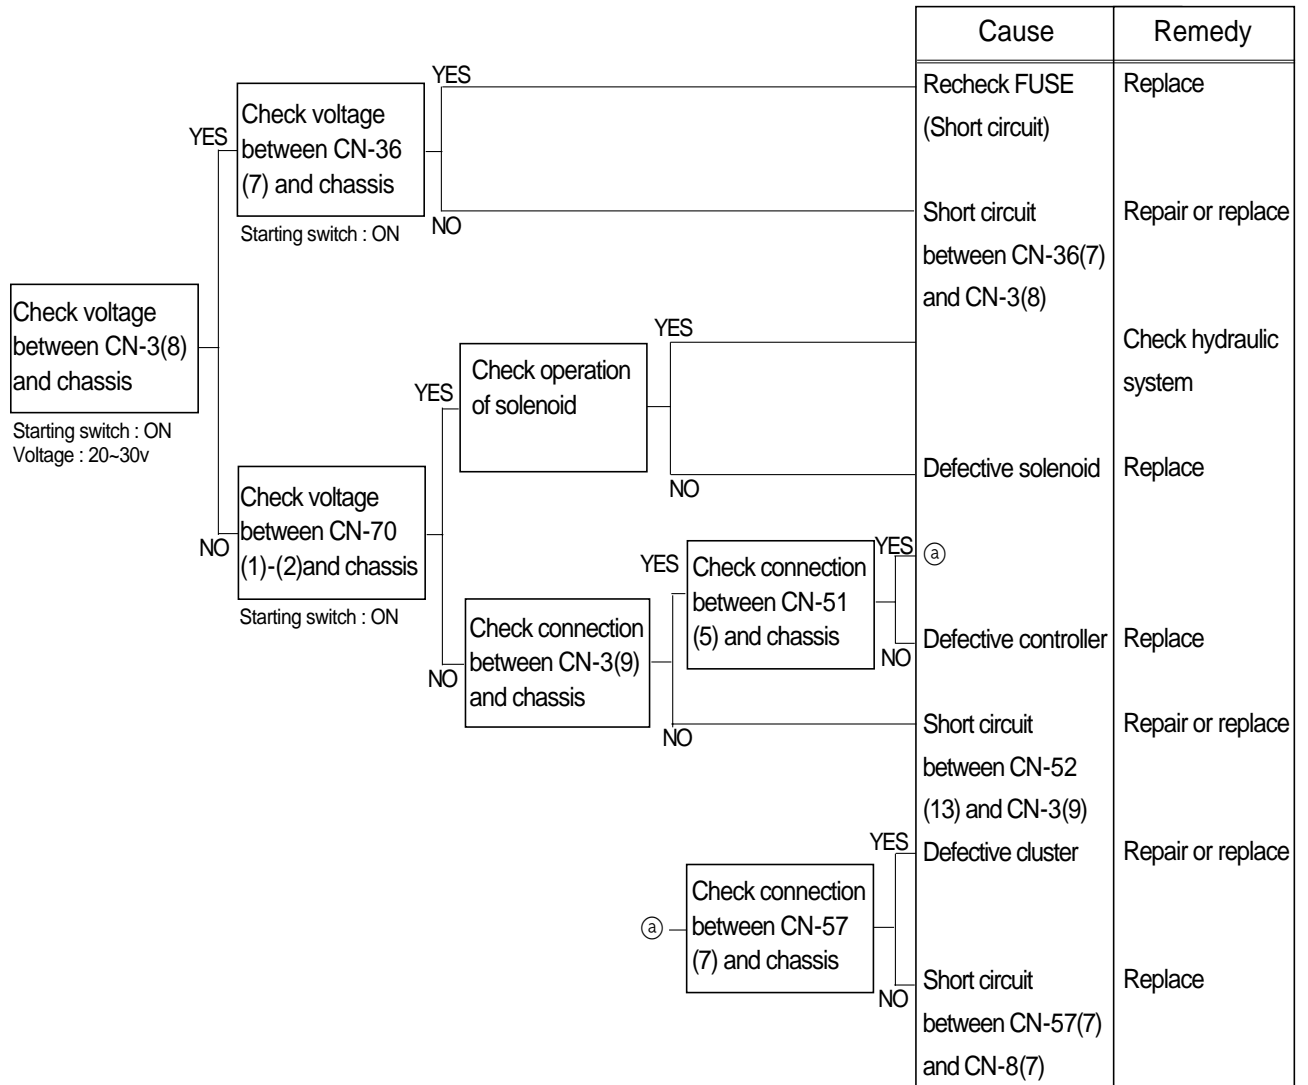 Cause
Remedy
YES
Recheck FUSE
Replace
(Short circuit)
YES
Check voltage
between CN-36
(7) and chassis
Starting switch : ON
NO
Short circuit
Repair or replace
between CN-36(7)
and CN-3(8)
Check voltage
between CN-3(8)
and chassis
Starting switch : ON
Voltage : 20~30v
YES
Check hydraulic
system
YES
Check operation
of solenoid
NO
Defective solenoid
Replace
NO
Check voltage
between CN-70
(1)-(2)and chassis
Starting switch : ON
YES
ⓐ
YES
Check connection
between CN-51
(5) and chassis
NO
Defective controller
Replace
NO
Check connection
between CN-3(9)
and chassis
NO
Short circuit
Repair or replace
between CN-52
(13) and CN-3(9)
YES
Defective cluster
Repair or replace
ⓐ
Check connection
between CN-57
(7) and chassis
NO
Short circuit
Replace
between CN-57(7)
and CN-8(7)